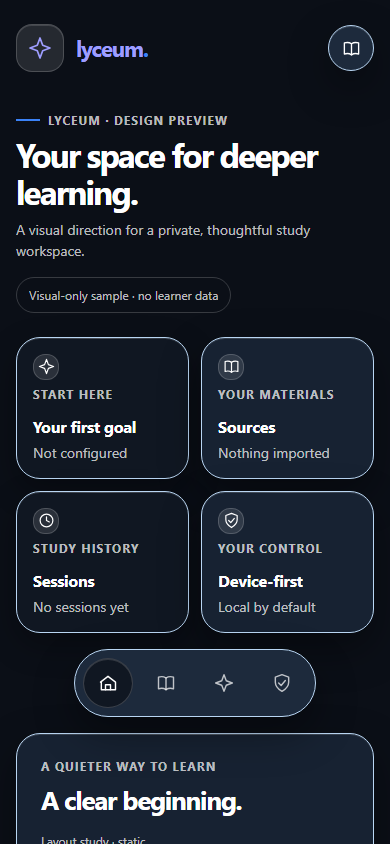 lyceum.
LYCEUM · DESIGN PREVIEW
Your space for deeper
learning.
A visual direction for a private, thoughtful study
workspace.
Visual-only sample · no learner data
START HERE
Your first goal
Not configured
YOUR MATERIALS
Sources
Nothing imported
STUDY HISTORY
Sessions
No sessions yet
YOUR CONTROL
Device-first
Local by default
A QUIETER WAY TO LEARN
A clear beginning.
Layout study · static